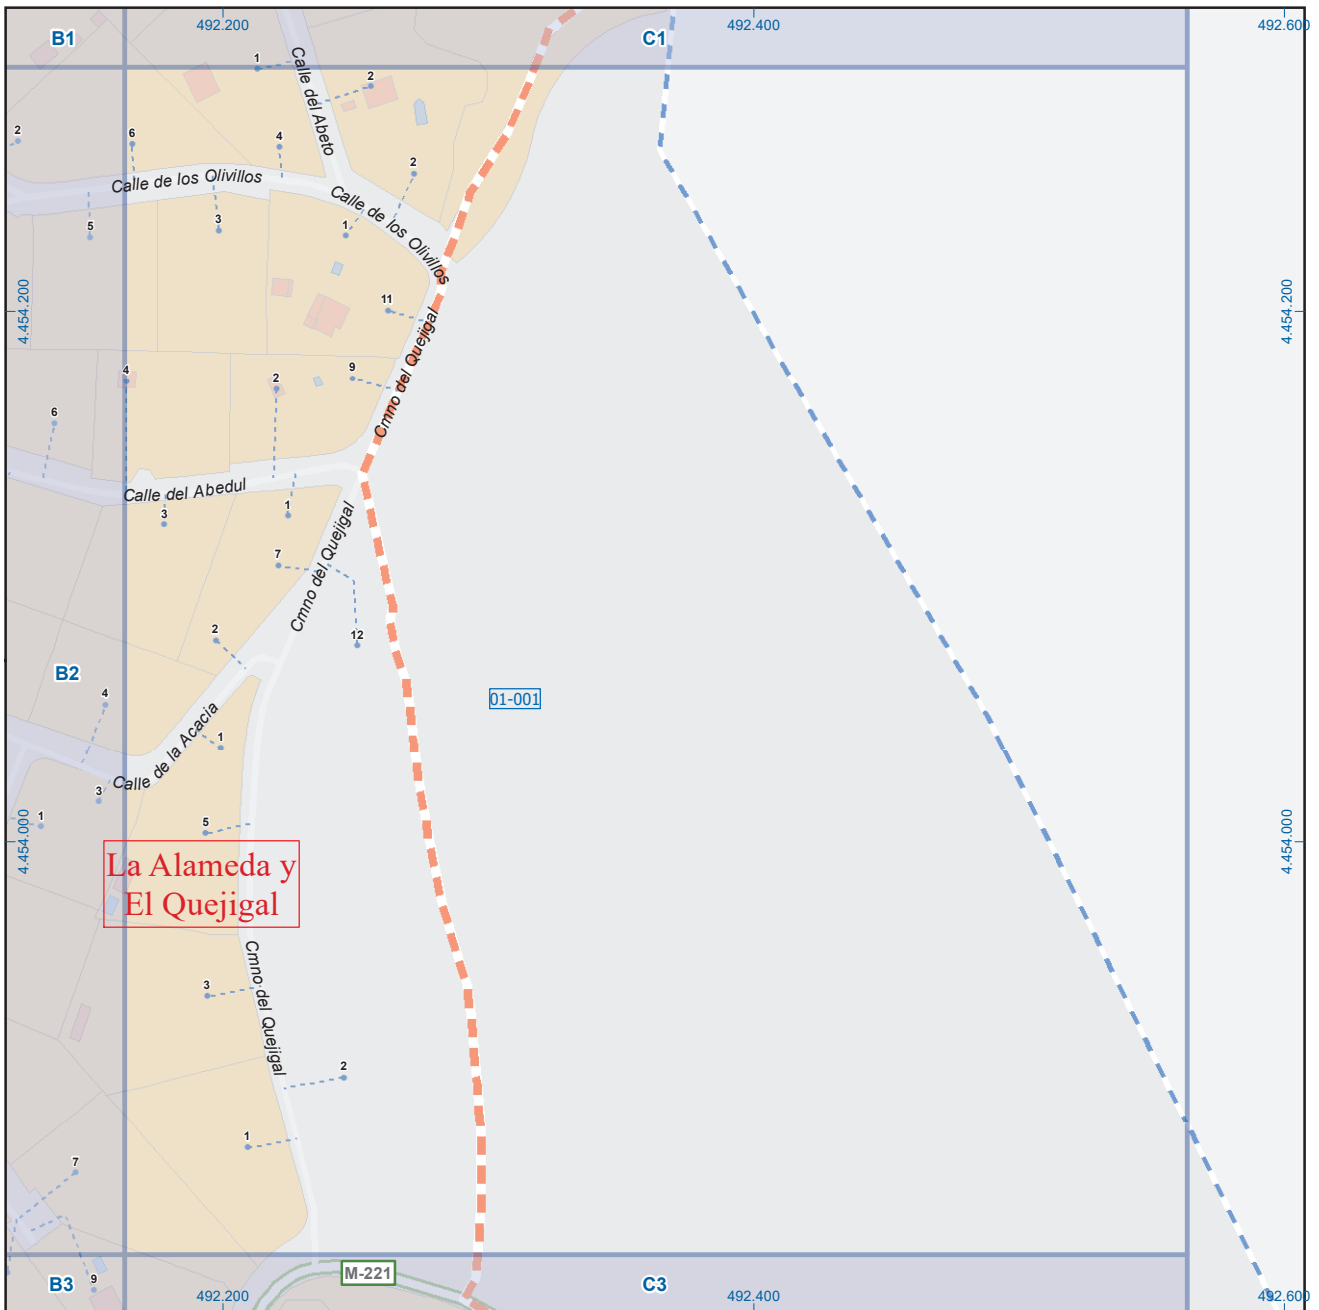 492.200
492.400
492.600
B1
C1
1
Calle del Abeto
2
2
6
4
2
Calle de los Olivillos
Calle de los Olivillos
5
3
1
4.454.200
4.454.200
11
Cmno del Quejigal
4
2
9
6
Calle del Abedul
3
1
Cmno del Quejigal
7
2
12
B2
01-001
4
Calle de la Acacia
1
3
1
5
4.454.000
4.454.000
La Alameda y
El Quejigal
Cmno del Quejigal
3
2
1
7
9
B3
M-221
C3
492.200
492.400
492.600